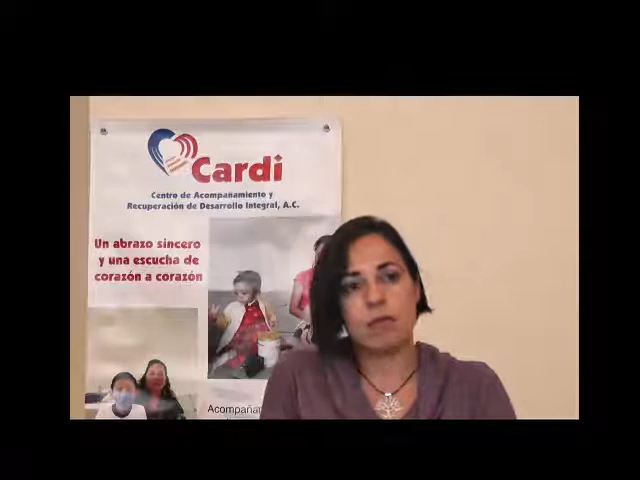 Cardi
Centro de Acompañamiento y
Recuperación de Desarrollo Integral, A.C.
Un abrazo sincero
y una escucha de
corazón a corazón